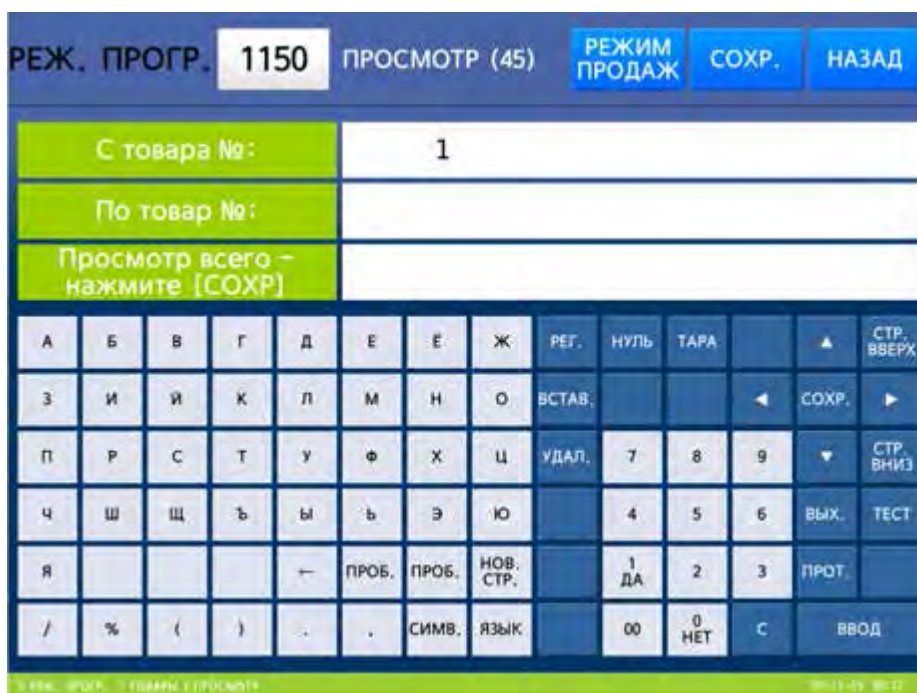 РЕЖ. ПРОГР. 1150 ПРОСМОТР (45) РЕЖИМ ПРОДАЖ СОХР. НАЗАД
С товара №: 1
По товар №:
Просмотр всего –
нажмите [СОХР]
А Б В Г Д Е Ё Ж РЕГ. НУЛЬ ТАРА ▲ СТР. ВВЕРХ
З И Й К Л М Н О ВСТАВ. ◀ СОХР. ▶
П Р С Т У Ф Х Ц УДАЛ. 7 8 9 ▼ СТР. ВНИЗ
Ч Ш Щ Ъ Ы Ь Э Ю 4 5 6 ВЫХ. ТЕСТ
Я ← ПРОБ. ПРОБ. НОВ. СТР. 1 ДА 2 3 ПРОТ.
/ % ( ) . , СИМВ. ЯЗЫК 00 0 НЕТ C ВВОД